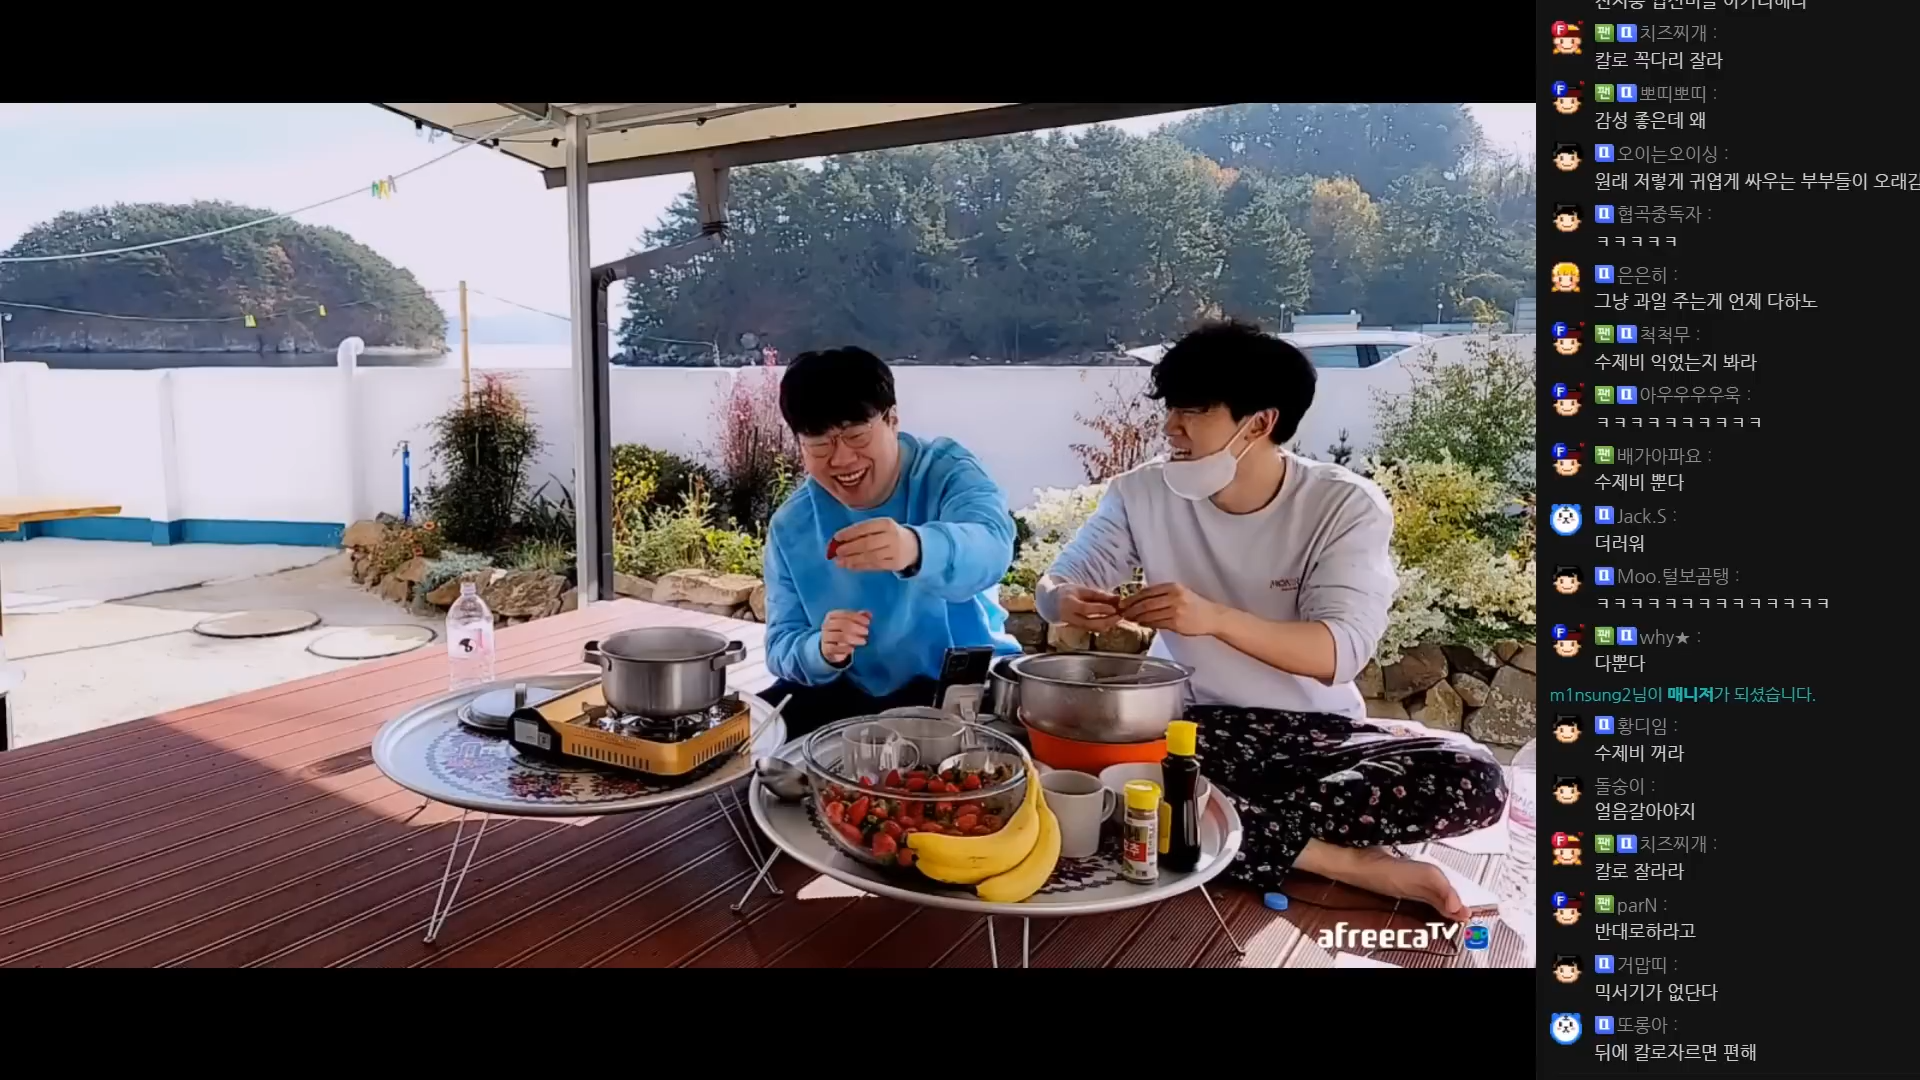 치즈찌개 :
칼로 꼭다리 잘라
뽀띠뽀띠 :
감성 좋은데 왜
오이는오이싱 :
원래 저렇게 귀엽게 싸우는 부부들이 오래감
협곡중독자 :
ㅋㅋㅋㅋㅋ
은은히 :
그냥 과일 주는게 언제 다하노
척척무 :
수제비 익었는지 봐라
아우우우우욱 :
ㅋㅋㅋㅋㅋㅋㅋㅋㅋㅋ
배가아파요 :
수제비 뿐다
Jack.S :
더러워
Moo.털보곰탱 :
ㅋㅋㅋㅋㅋㅋㅋㅋㅋㅋㅋㅋㅋㅋ
why★ :
다뿐다
m1nsung2님이 매니저가 되셨습니다.
황디임 :
수제비 꺼라
돌숭이 :
얼음갈아야지
치즈찌개 :
칼로 잘라라
parN :
반대로하라고
거맙띠 :
믹서기가 없단다
또롱아 :
뒤에 칼로자르면 편해
afreecaTV